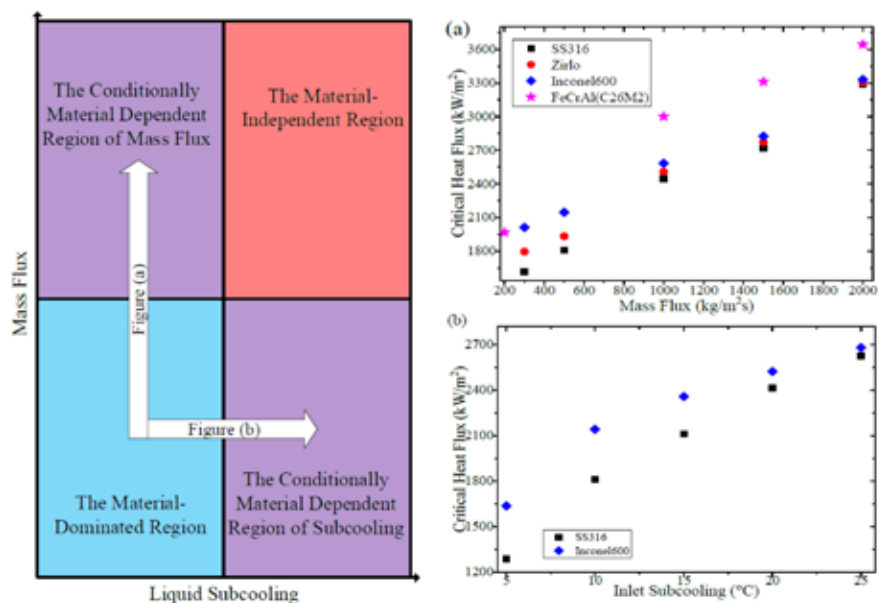 The Conditionally
Material Dependent
Region of Mass Flux
The Material-
Independent Region
Mass Flux
Figure (a)
Figure (b)
The Material-
Dominated Region
The Conditionally
Material Dependent
Region of Subcooling
Liquid Subcooling
(a)
SS316
Zirlo
Inconel600
FeCrAl(C26M2)
Critical Heat Flux (kW/m²)
3600
3300
3000
2700
2400
2100
1800
200 400 600 800 1000 1200 1400 1600 1800 2000
Mass Flux (kg/m²s)
(b)
Critical Heat Flux (kW/m²)
2700
2400
2100
1800
1500
1200
SS316
Inconel600
5 10 15 20 25
Inlet Subcooling (°C)